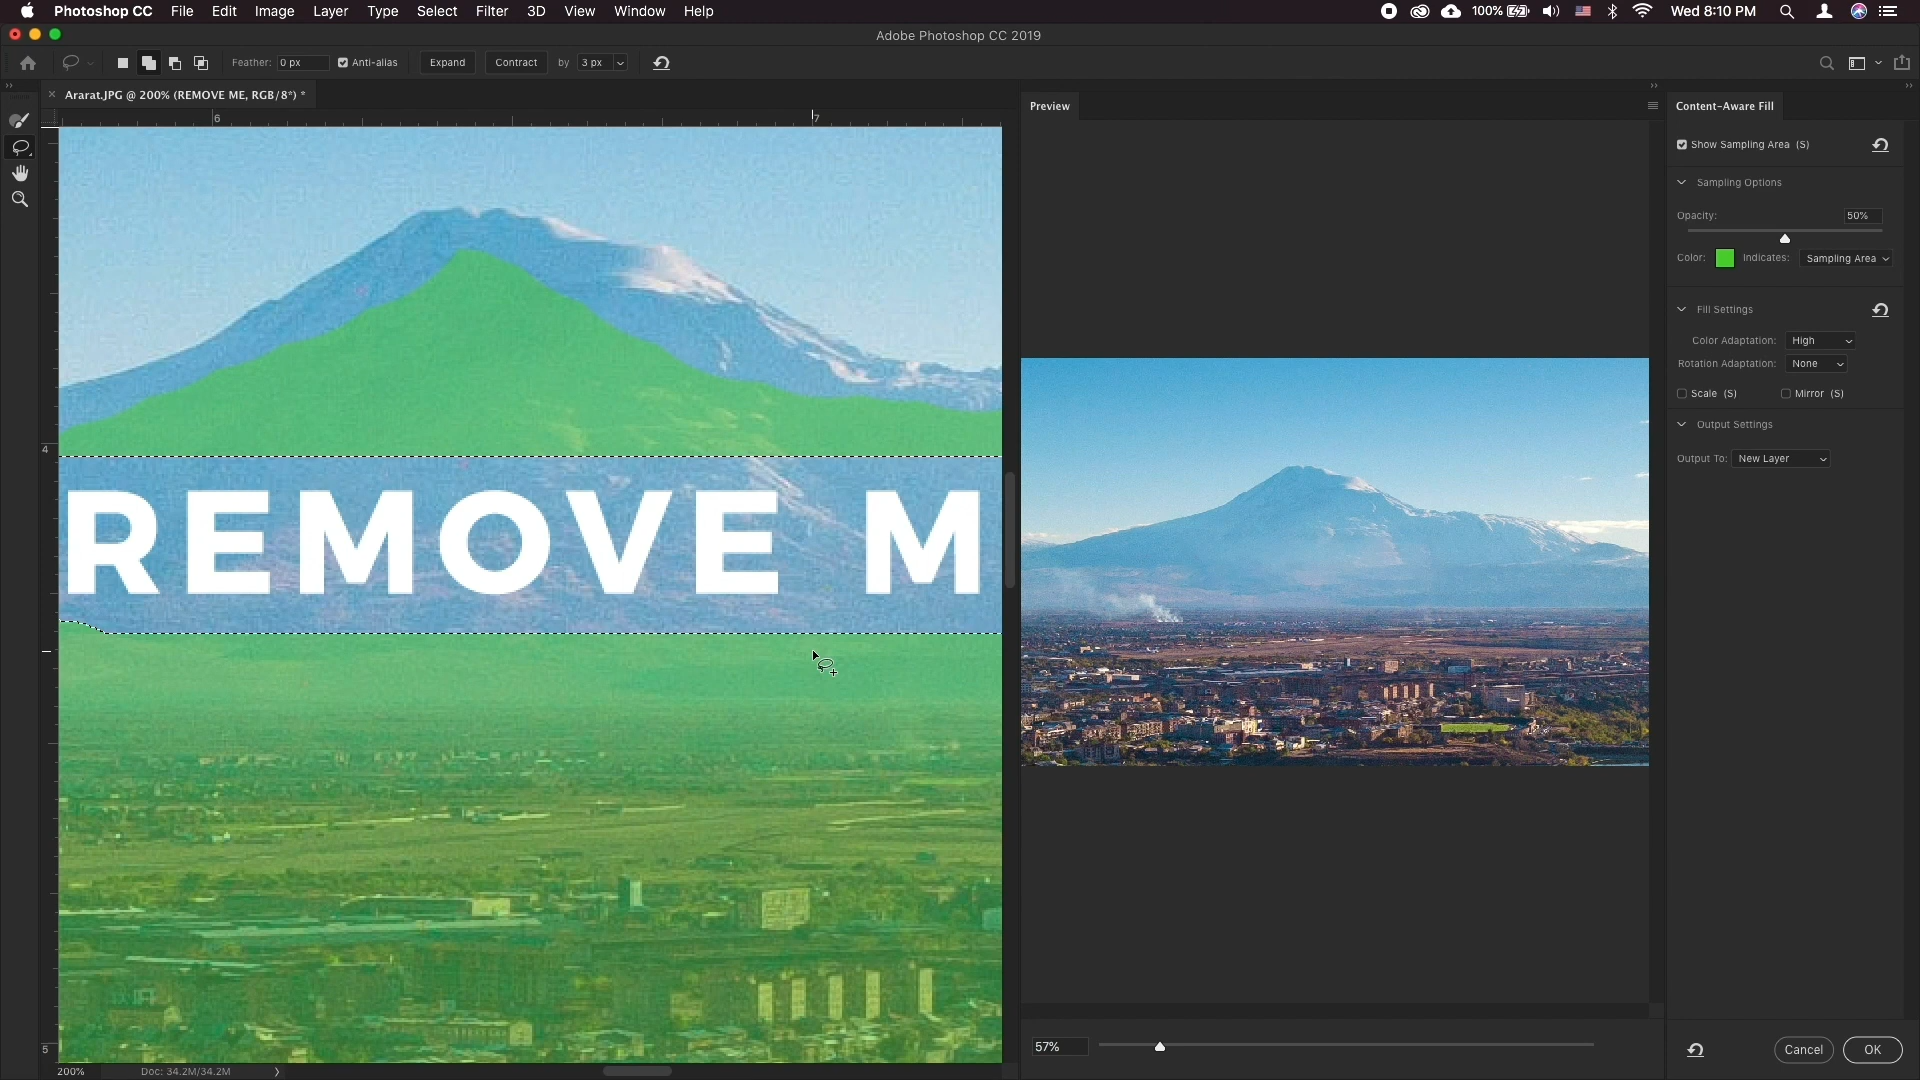 Photoshop CC File Edit Image Layer Type Select Filter 3D View Window Help 100% Wed 8:10 PM
Adobe Photoshop CC 2019
Feather: 0 px Anti-alias Expand Contract by 3 px
Ararat.JPG @ 200% (REMOVE ME, RGB/8*) *
6 7
4
5
REMOVE M
200% Doc: 34.2M/34.2M
Preview
57%
Content-Aware Fill
Show Sampling Area (S)
Sampling Options
Opacity: 50%
Color: Indicates: Sampling Area
Fill Settings
Color Adaptation: High
Rotation Adaptation: None
Scale (S) Mirror (S)
Output Settings
Output To: New Layer
Cancel OK